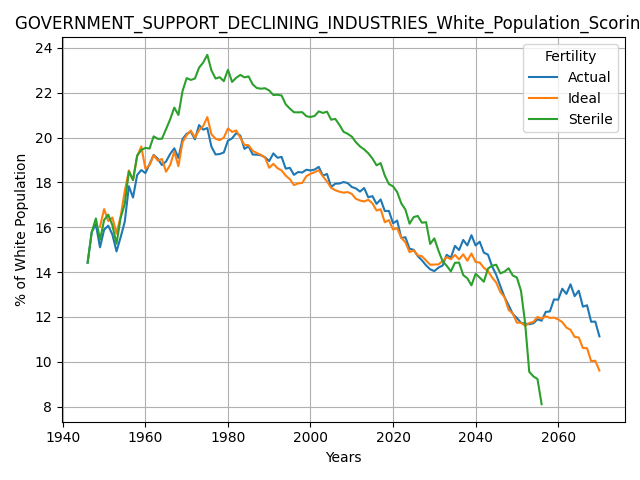 GOVERNMENT_SUPPORT_DECLINING_INDUSTRIES_White_Population_Scorin
% of White Population
24
22
20
18
16
14
12
10
8
Fertility
Actual
Ideal
Sterile
1940 1960 1980 2000 2020 2040 2060
Years